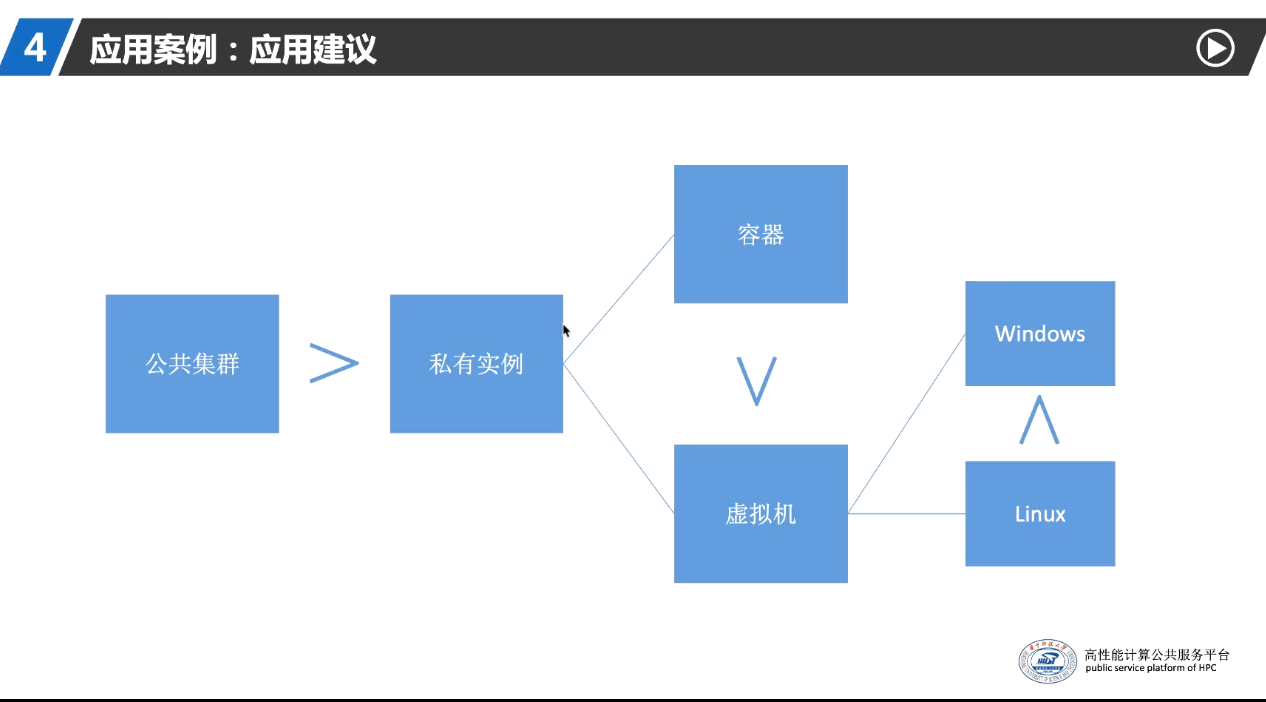 4
应用案例：应用建议
容器
公共集群
>
私有实例
Windows
虚拟机
Linux
高性能计算公共服务平台
public service platform of HPC